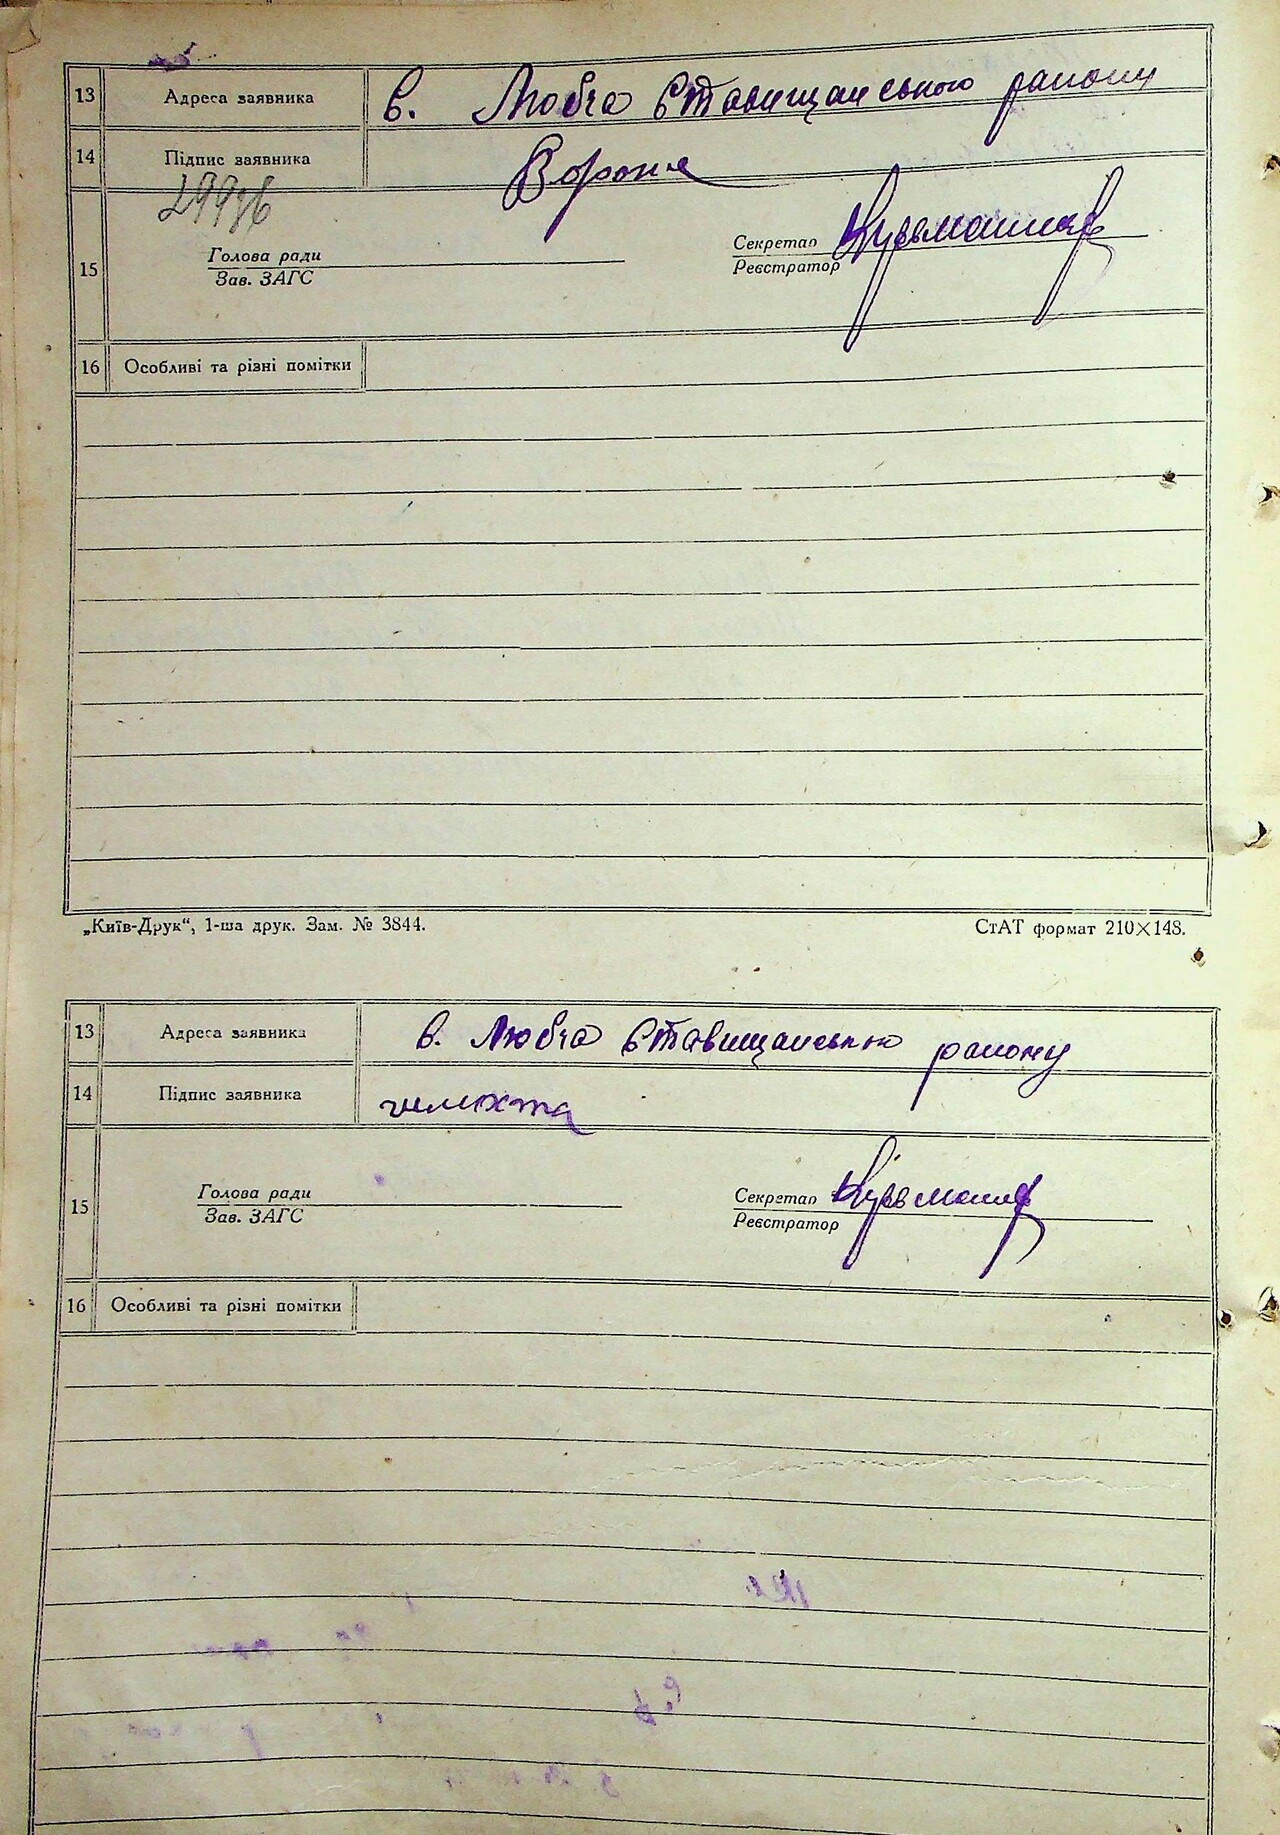 13 Адреса заявника с. Любча Ставищанського району
14 Підпис заявника Вороня
15 Голова ради Секретар
Зав. ЗАГС Реєстратор
16 Особливі та різні помітки
„Київ-Друк“, 1-ша друк. Зам. № 3844. СтАТ формат 210×148.
13 Адреса заявника с. Любча Ставищанського району
14 Підпис заявника
15 Голова ради Секретар
Зав. ЗАГС Реєстратор
16 Особливі та різні помітки